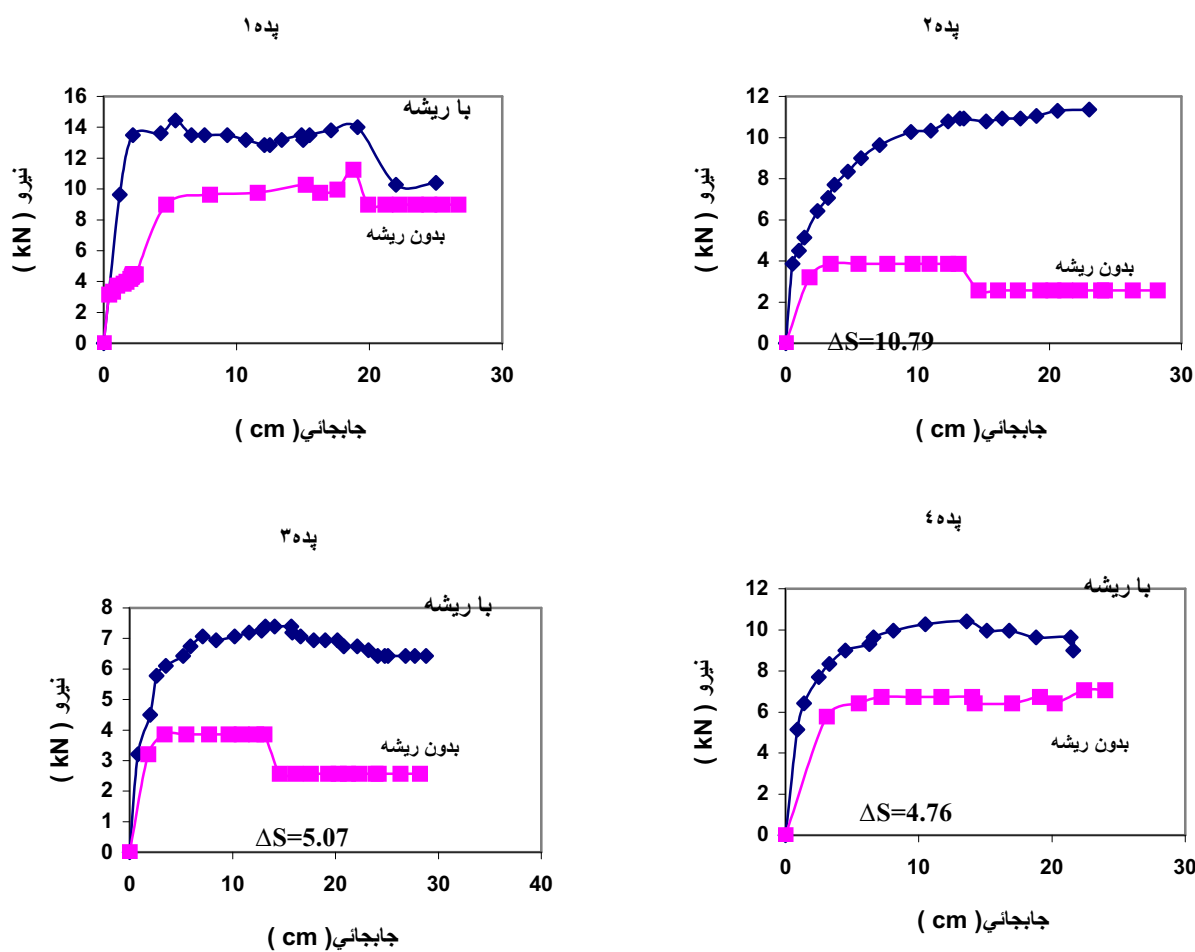 پده۱
با ریشه
بدون ریشه
نیرو ( kN )
16
14
12
10
8
6
4
2
0
0 10 20 30
جابجائي( cm )
پده۲
بدون ریشه
∆S=10.79
نیرو ( kN )
12
10
8
6
4
2
0
0 10 20 30
جابجائي( cm )
پده۳
با ریشه
بدون ریشه
∆S=5.07
نیرو ( kN )
8
7
6
5
4
3
2
1
0
0 10 20 30 40
جابجائي( cm )
پده٤
با ریشه
بدون ریشه
∆S=4.76
نیرو ( kN )
12
10
8
6
4
2
0
0 10 20 30
جابجائي( cm )